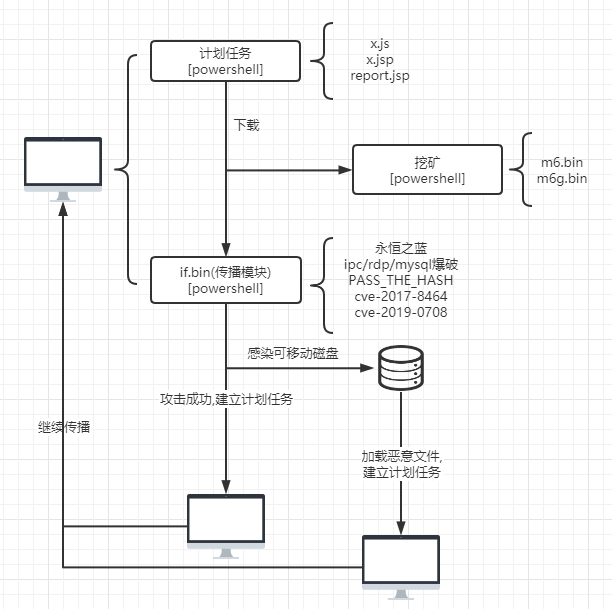 计划任务
[powershell]
x.js
x.jsp
report.jsp
下载
挖矿
[powershell]
m6.bin
m6g.bin
if.bin(传播模块)
[powershell]
永恒之蓝
ipc/rdp/mysql爆破
PASS_THE_HASH
cve-2017-8464
cve-2019-0708
感染可移动磁盘
攻击成功,建立计划任务
继续传播
加载恶意文件,
建立计划任务